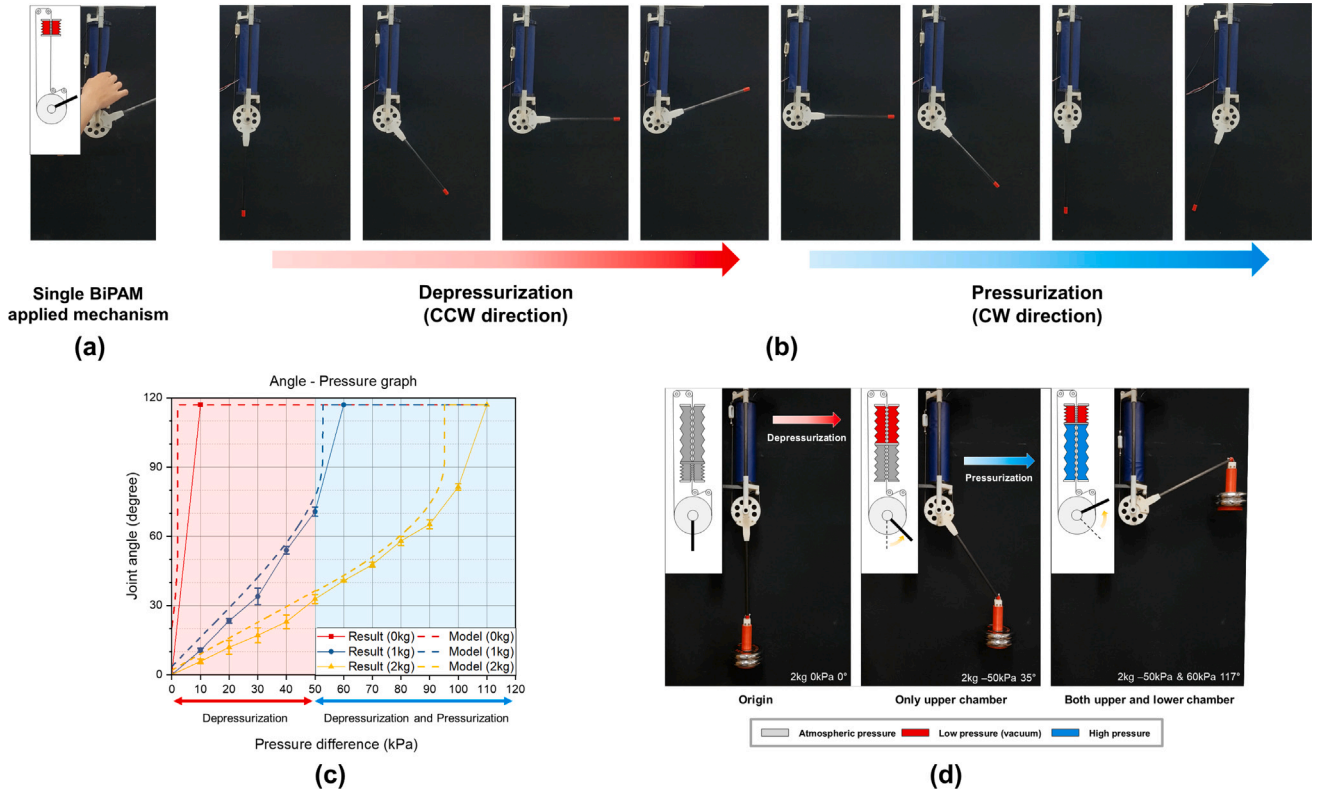 Single BiPAM
applied mechanism
(a)
Depressurization
(CCW direction)
Pressurization
(CW direction)
(b)
Angle - Pressure graph
Joint angle (degree)
120
90
60
30
0
0 10 20 30 40 50 60 70 80 90 100 110 120
Result (0kg) Model (0kg)
Result (1kg) Model (1kg)
Result (2kg) Model (2kg)
Depressurization Depressurization and Pressurization
Pressure difference (kPa)
(c)
Depressurization
Pressurization
2kg 0kPa 0°
2kg –50kPa 35°
2kg –50kPa & 60kPa 117°
Origin
Only upper chamber
Both upper and lower chamber
Atmospheric pressure Low pressure (vacuum) High pressure
(d)